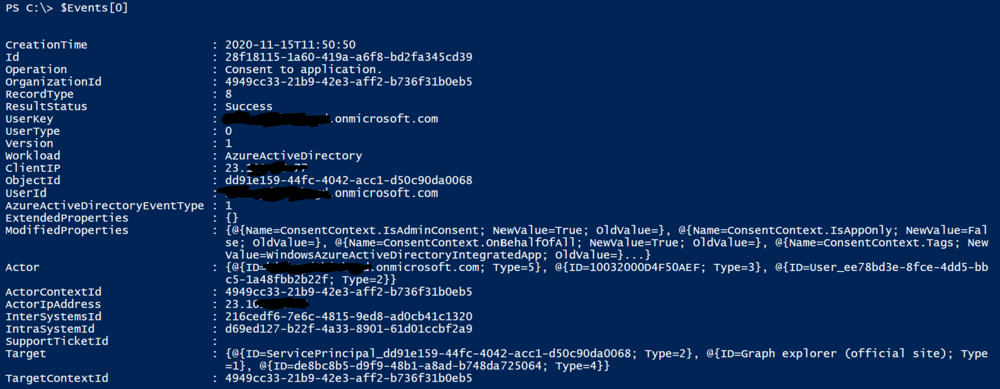 PS C:\> $Events[0]
CreationTime : 2020-11-15T11:50:50
Id : 28f18115-1a60-419a-a6f8-bd2fa345cd39
Operation : Consent to application.
OrganizationId : 4949cc33-21b9-42e3-aff2-b736f31b0eb5
RecordType : 8
ResultStatus : Success
UserKey : .onmicrosoft.com
UserType : 0
Version : 1
Workload : AzureActiveDirectory
ClientIP : 23.
ObjectId : dd91e159-44fc-4042-acc1-d50c90da0068
UserId : .onmicrosoft.com
AzureActiveDirectoryEventType : 1
ExtendedProperties : {}
ModifiedProperties : {@{Name=ConsentContext.IsAdminConsent; NewValue=True; OldValue=}, @{Name=ConsentContext.IsAppOnly; NewValue=Fal
se; OldValue=}, @{Name=ConsentContext.OnBehalfOfAll; NewValue=True; OldValue=}, @{Name=ConsentContext.Tags; New
Value=WindowsAzureActiveDirectoryIntegratedApp; OldValue=}...}
Actor : {@{ID= .onmicrosoft.com; Type=5}, @{ID=10032000D4F50AEF; Type=3}, @{ID=User_ee78bd3e-8fce-4dd5-bb
c5-1a48fbb2b22f; Type=2}}
ActorContextId : 4949cc33-21b9-42e3-aff2-b736f31b0eb5
ActorIpAddress : 23.10
InterSystemsId : 216cedf6-7e6c-4815-9ed8-ad0cb41c1320
IntraSystemId : d69ed127-b22f-4a33-8901-61d01ccbf2a9
SupportTicketId :
Target : {@{ID=ServicePrincipal_dd91e159-44fc-4042-acc1-d50c90da0068; Type=2}, @{ID=Graph explorer (official site); Type
=1}, @{ID=de8bc8b5-d9f9-48b1-a8ad-b748da725064; Type=4}}
TargetContextId : 4949cc33-21b9-42e3-aff2-b736f31b0eb5